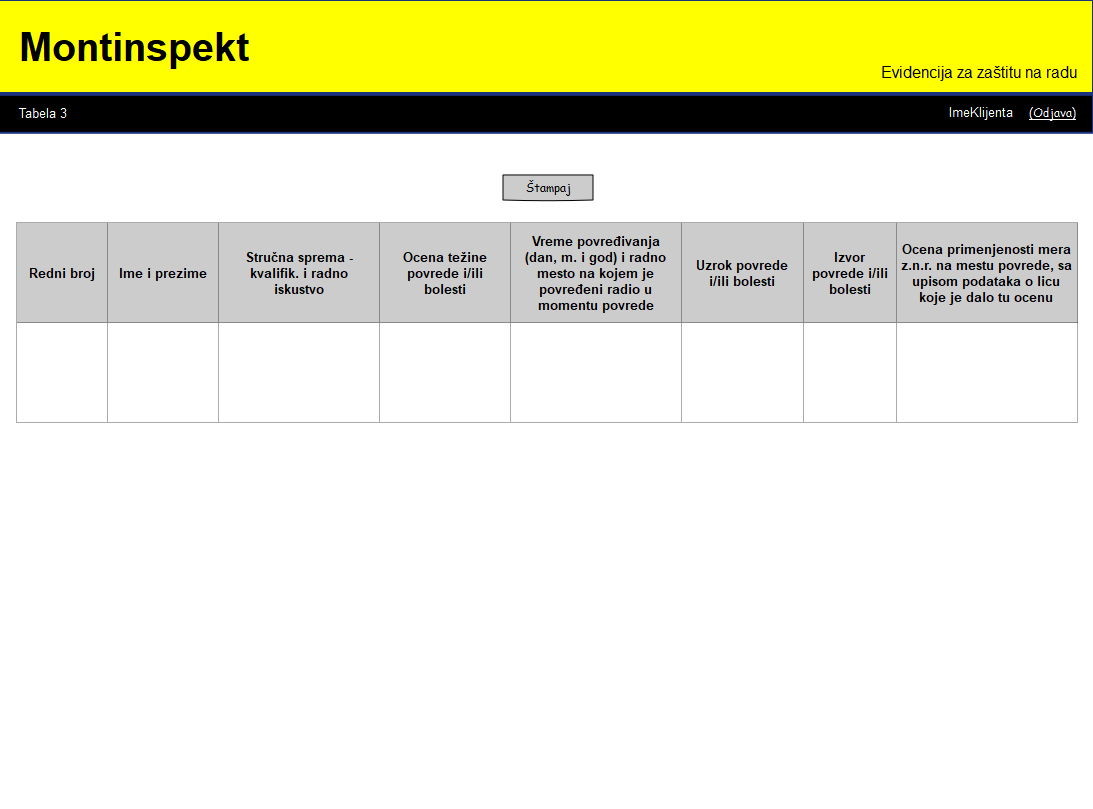 Montinspekt
Evidencija za zaštitu na radu
Tabela 3
ImeKlijenta (Odjava)
Štampaj
Redni broj
Ime i prezime
Stručna sprema -
kvalifik. i radno
iskustvo
Ocena težine
povrede i/ili
bolesti
Vreme povređivanja
(dan, m. i god) i radno
mesto na kojem je
povređeni radio u
momentu povrede
Uzrok povrede
i/ili bolesti
Izvor
povrede i/ili
bolesti
Ocena primenjenosti mera
z.n.r. na mestu povrede, sa
upisom podataka o licu
koje je dalo tu ocenu